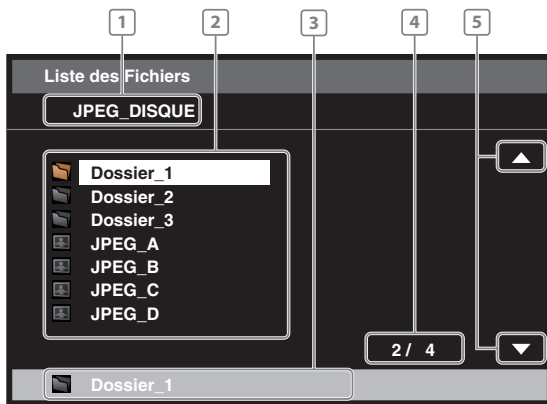 1 2 3 4 5
Liste des Fichiers
JPEG_DISQUE
Dossier_1
Dossier_2
Dossier_3
JPEG_A
JPEG_B
JPEG_C
JPEG_D
2 / 4
Dossier_1